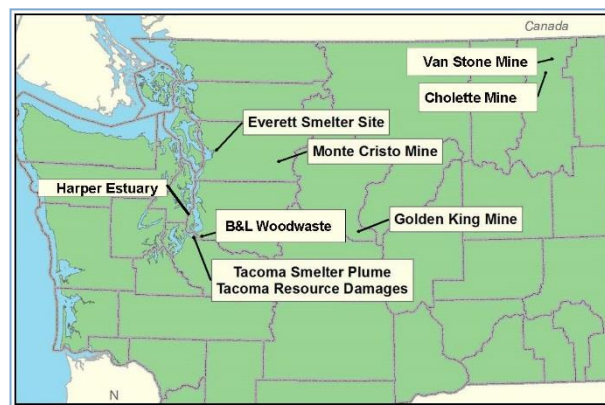 Canada
Van Stone Mine
Cholette Mine
Everett Smelter Site
Monte Cristo Mine
Harper Estuary
B&L Woodwaste
Golden King Mine
Tacoma Smelter Plume
Tacoma Resource Damages
N